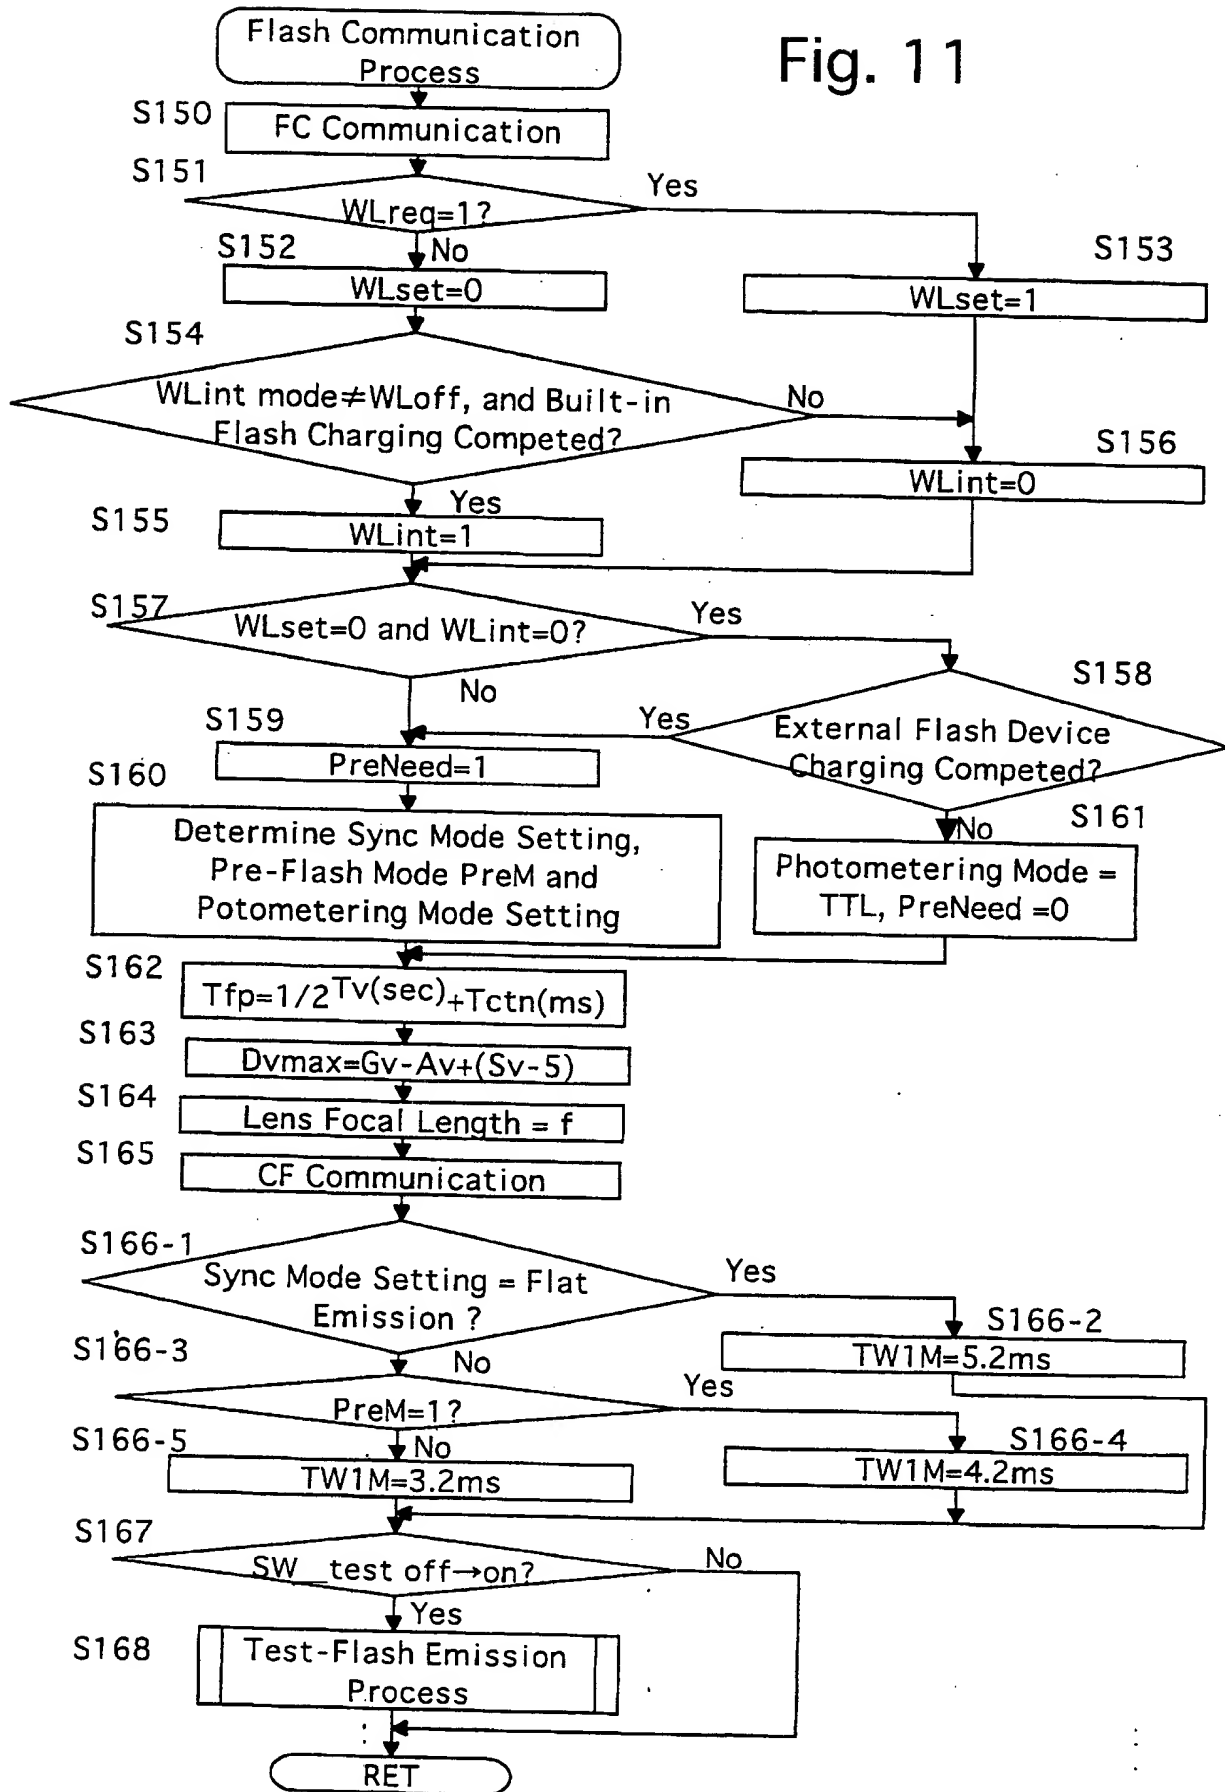 Fig. 11
Flash Communication
Process
S150
FC Communication
S151
WLreq=1?
Yes
No
S152
WLset=0
S153
WLset=1
S154
WLint mode≠WLoff, and Built-in
Flash Charging Competed?
No
Yes
S155
WLint=1
S156
WLint=0
S157
WLset=0 and WLint=0?
Yes
No
S158
External Flash Device
Charging Competed?
Yes
No
S159
PreNeed=1
S160
Determine Sync Mode Setting,
Pre-Flash Mode PreM and
Potometering Mode Setting
S161
Photometering Mode =
TTL, PreNeed =0
S162
Tfp=1/2^Tv(sec)+Tctn(ms)
S163
Dvmax=Gv-Av+(Sv-5)
S164
Lens Focal Length = f
S165
CF Communication
S166-1
Sync Mode Setting = Flat
Emission ?
Yes
No
S166-2
TW1M=5.2ms
S166-3
PreM=1?
Yes
No
S166-4
TW1M=4.2ms
S166-5
TW1M=3.2ms
S167
SW_test off→on?
No
Yes
S168
Test-Flash Emission
Process
RET